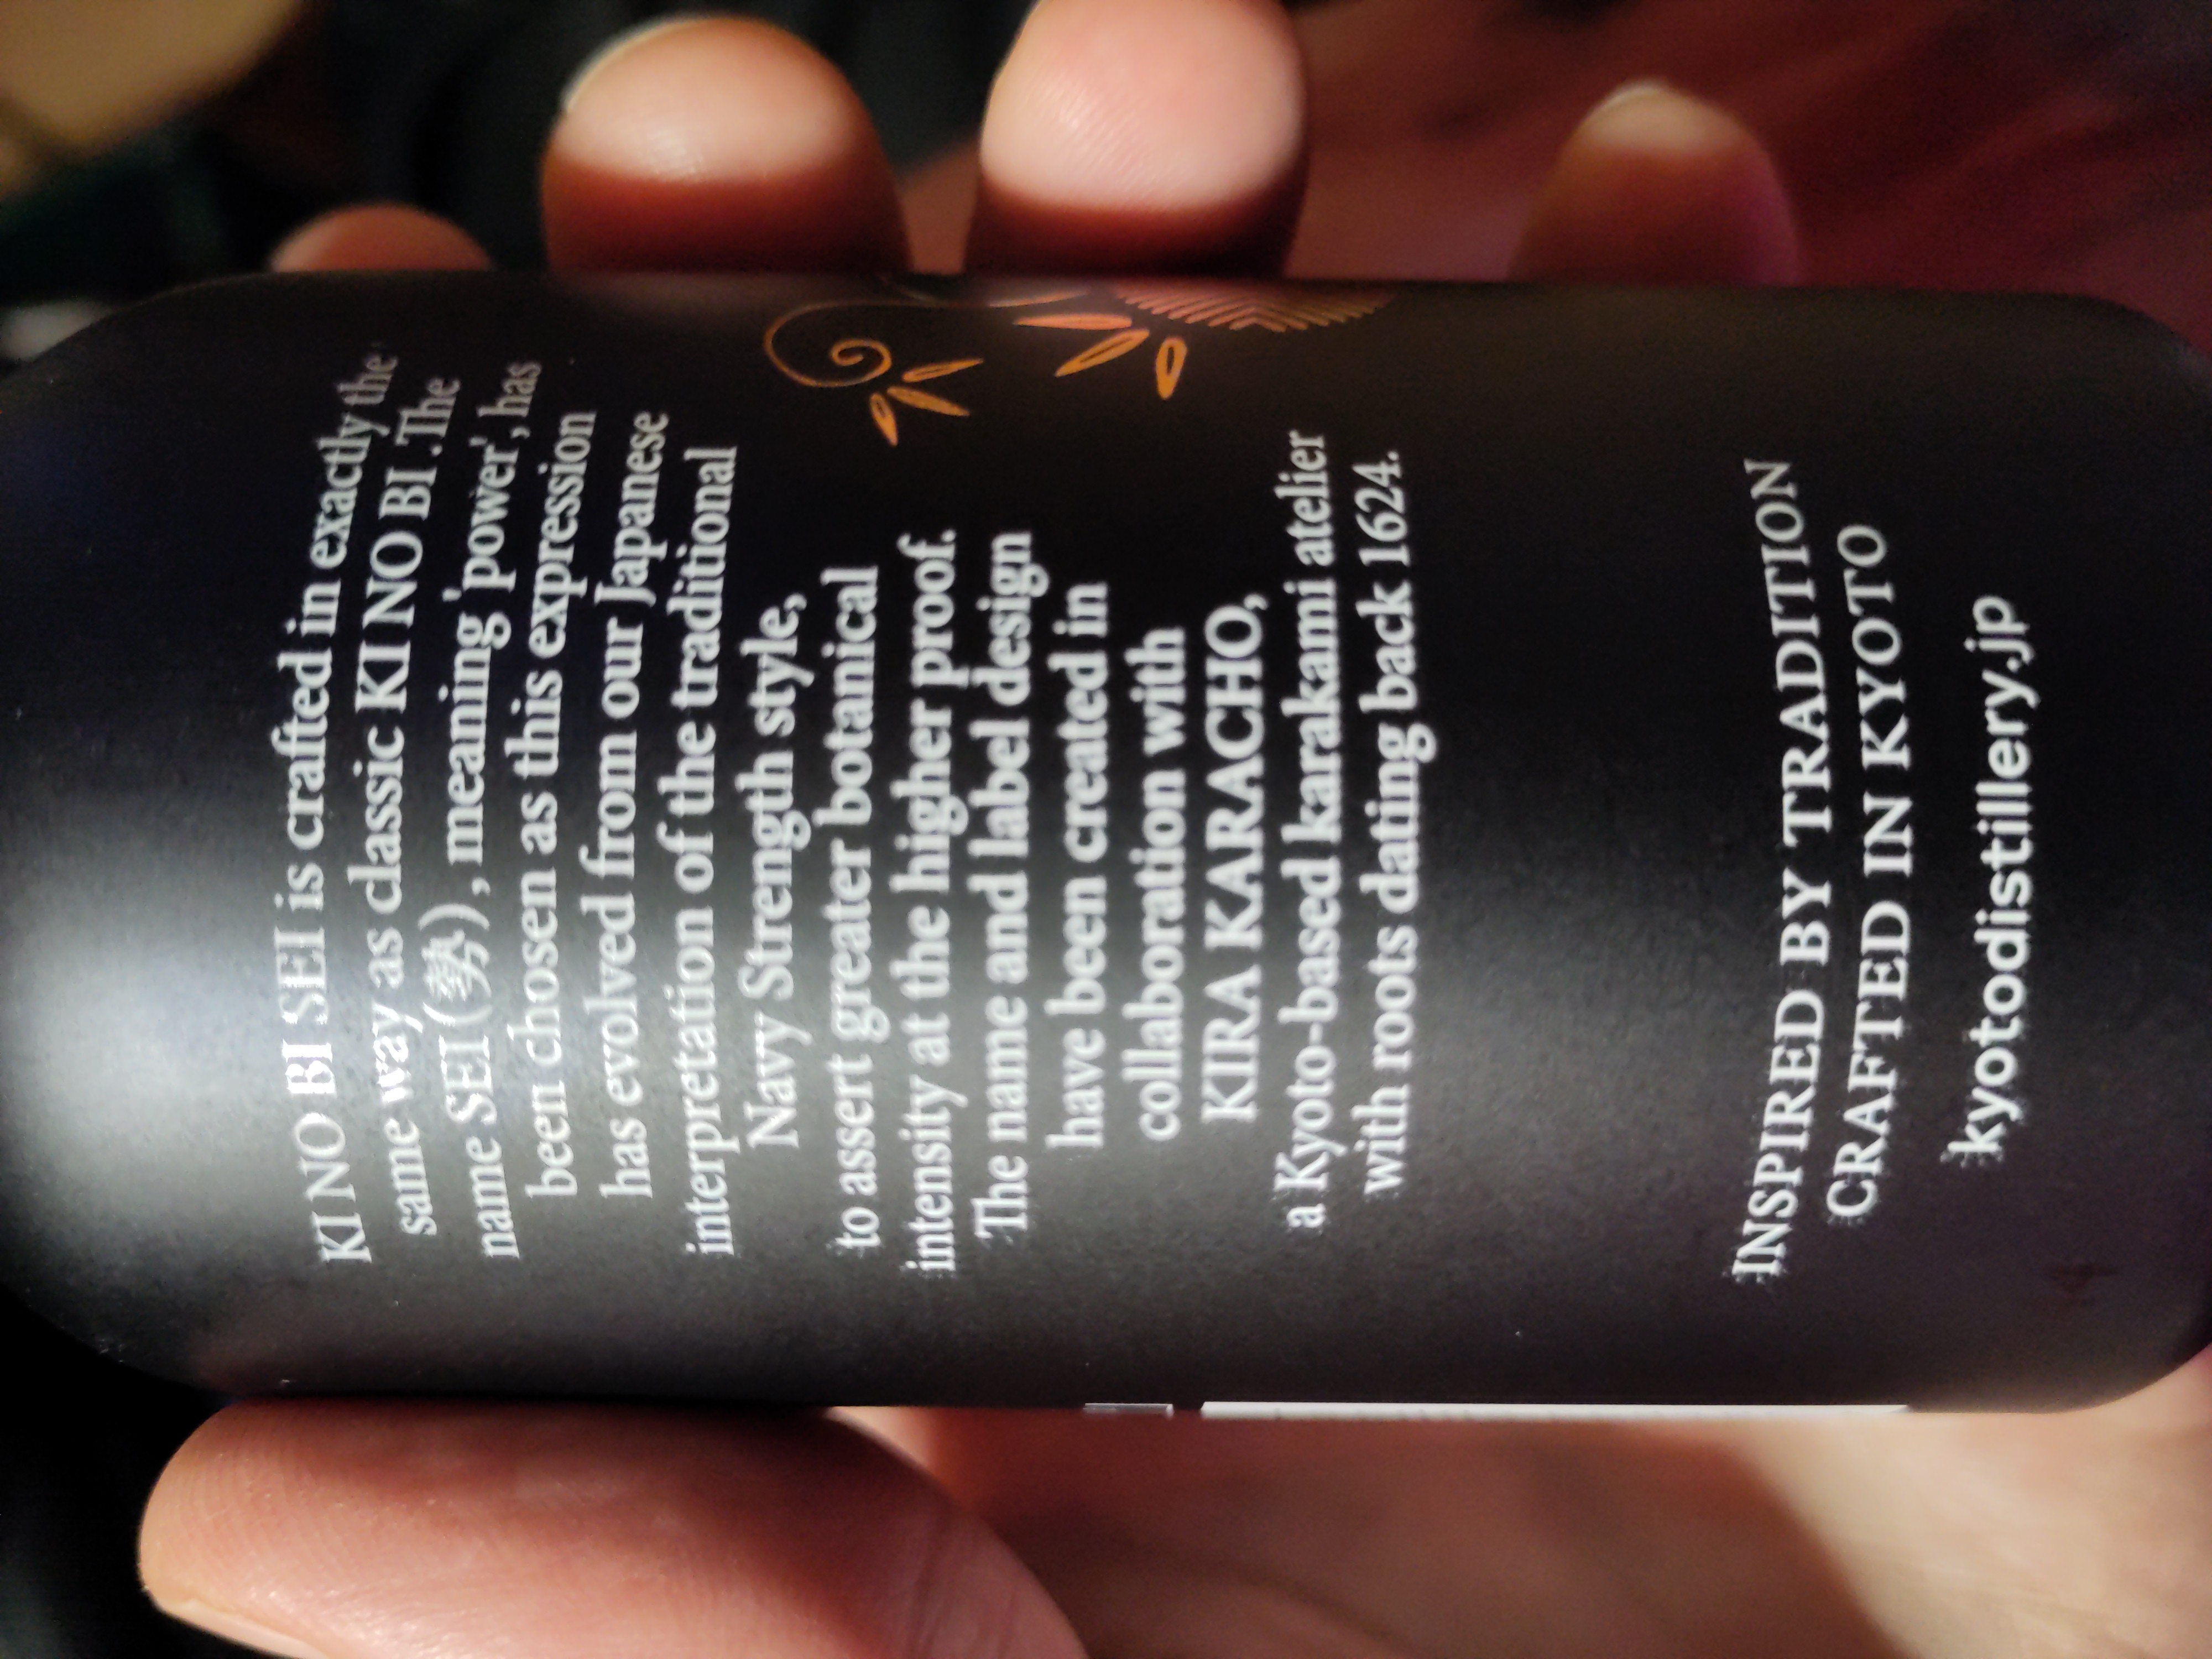 KI NO BI SEI is crafted in exactly the
same way as classic KI NO BI . The
name SEI (勢) , meaning 'power', has
been chosen as this expression
has evolved from our Japanese
interpretation of the traditional
Navy Strength style,
to assert greater botanical
intensity at the higher proof.
The name and label design
have been created in
collaboration with
KIRA KARACHO,
a Kyoto-based karakami atelier
with roots dating back 1624.
INSPIRED BY TRADITION
CRAFTED IN KYOTO
kyotodistillery.jp